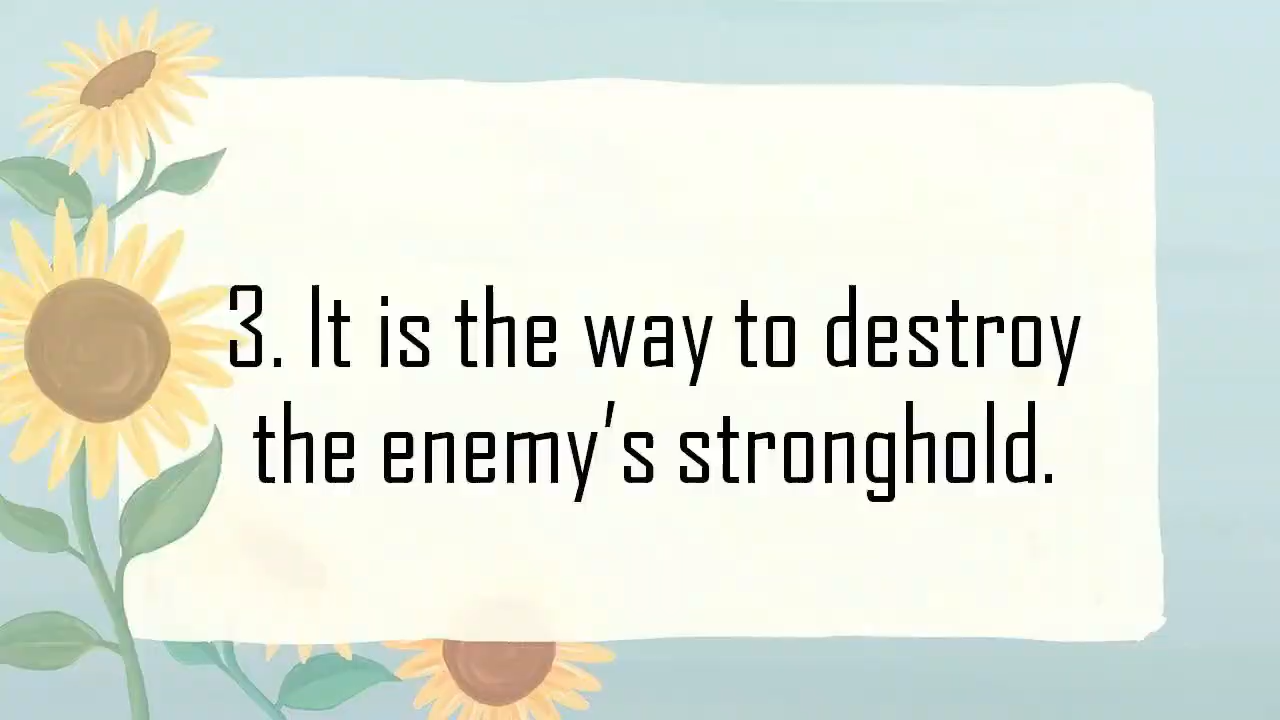 3. It is the way to destroy
the enemy's stronghold.